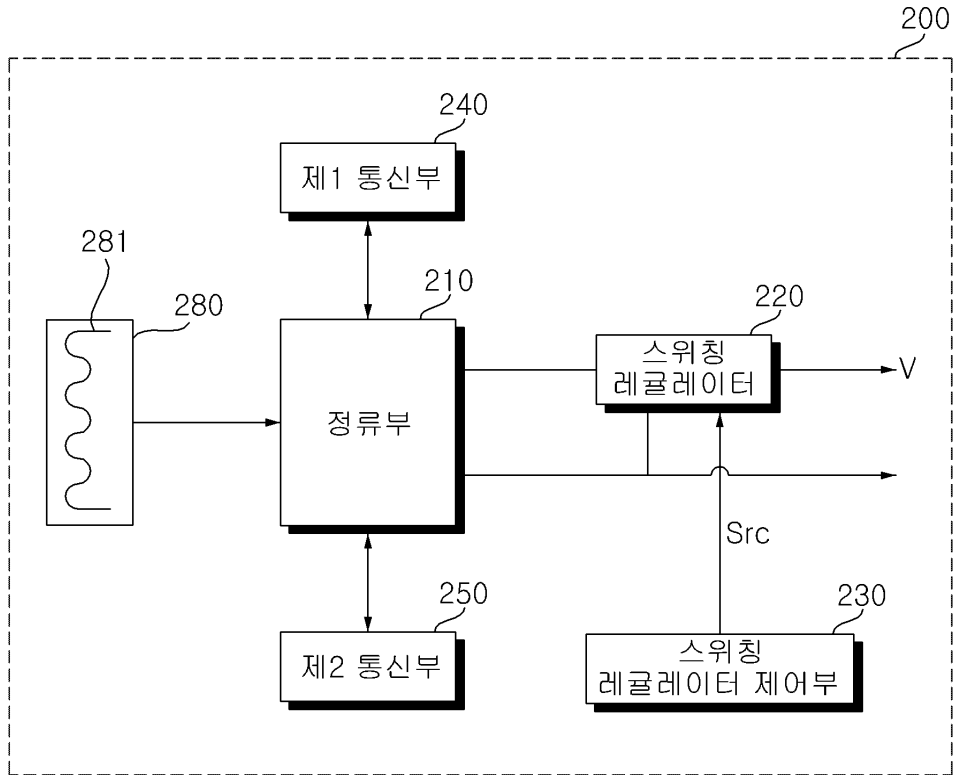 200
240
제1 통신부
281
280
210
220
스위칭
레귤레이터
V
정류부
Src
250
제2 통신부
230
스위칭
레귤레이터 제어부